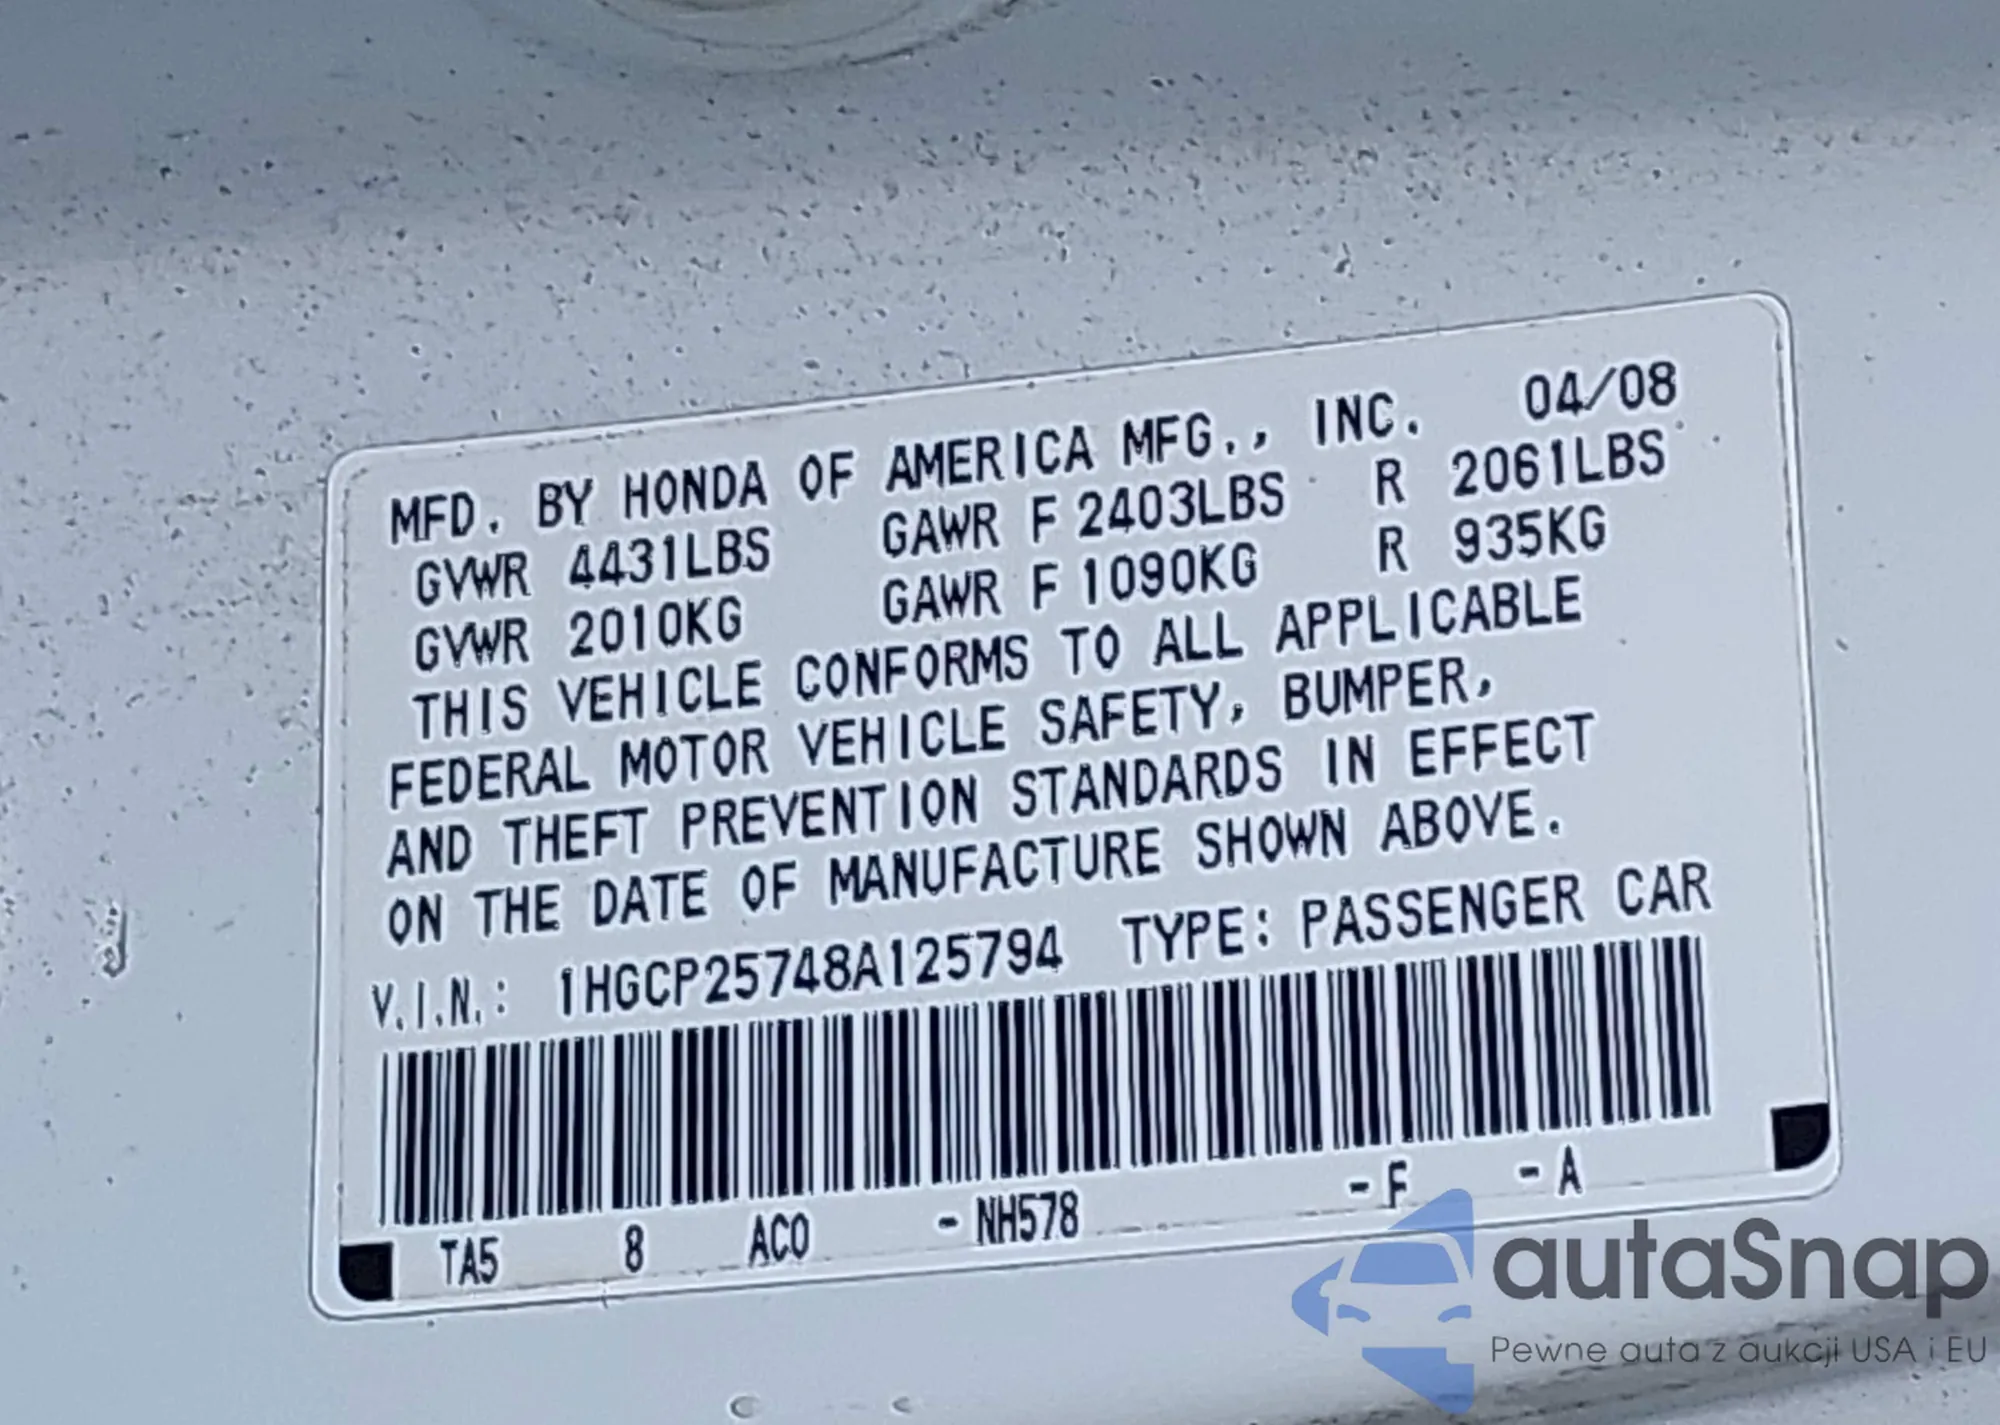 MFD. BY HONDA OF AMERICA MFG., INC. 04/08
GVWR 4431LBS GAWR F 2403LBS R 2061LBS
GVWR 2010KG GAWR F 1090KG R 935KG
THIS VEHICLE CONFORMS TO ALL APPLICABLE
FEDERAL MOTOR VEHICLE SAFETY, BUMPER,
AND THEFT PREVENTION STANDARDS IN EFFECT
ON THE DATE OF MANUFACTURE SHOWN ABOVE.
V.I.N.: 1HGCP25748A125794 TYPE: PASSENGER CAR
TA5 8 AC0 - NH578 - F - A
autaSnap
Pewne auta z aukcji USA i EU